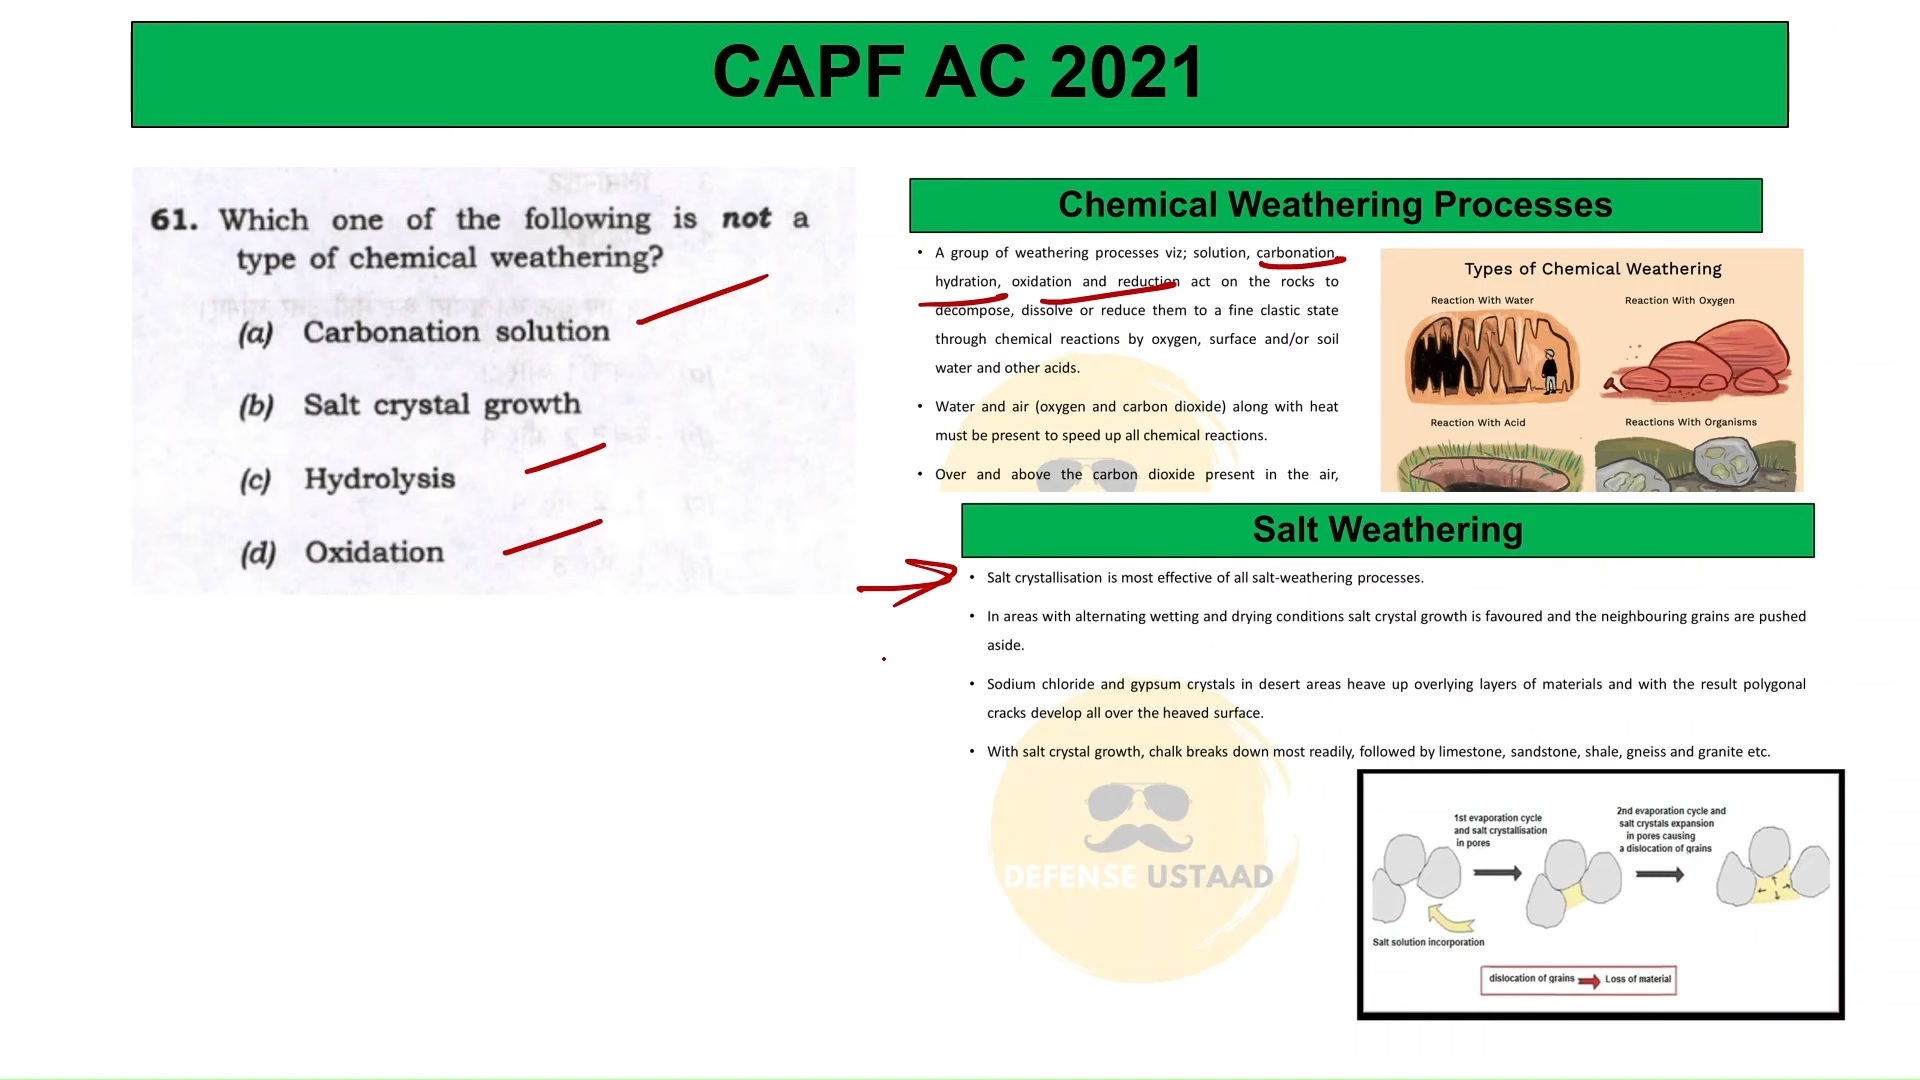 CAPF AC 2021
61. Which one of the following is not a
type of chemical weathering?
(a) Carbonation solution
(b) Salt crystal growth
(c) Hydrolysis
(d) Oxidation
Chemical Weathering Processes
• A group of weathering processes viz; solution, carbonation,
hydration, oxidation and reduction act on the rocks to
decompose, dissolve or reduce them to a fine clastic state
through chemical reactions by oxygen, surface and/or soil
water and other acids.
• Water and air (oxygen and carbon dioxide) along with heat
must be present to speed up all chemical reactions.
• Over and above the carbon dioxide present in the air,
Types of Chemical Weathering
Reaction With Water
Reaction With Oxygen
Reaction With Acid
Reactions With Organisms
Salt Weathering
• Salt crystallisation is most effective of all salt-weathering processes.
• In areas with alternating wetting and drying conditions salt crystal growth is favoured and the neighbouring grains are pushed
aside.
• Sodium chloride and gypsum crystals in desert areas heave up overlying layers of materials and with the result polygonal
cracks develop all over the heaved surface.
• With salt crystal growth, chalk breaks down most readily, followed by limestone, sandstone, shale, gneiss and granite etc.
DEFENSE USTAAD
1st evaporation cycle
and salt crystallisation
in pores
2nd evaporation cycle and
salt crystals expansion
in pores causing
a dislocation of grains
Salt solution incorporation
dislocation of grains
Loss of material